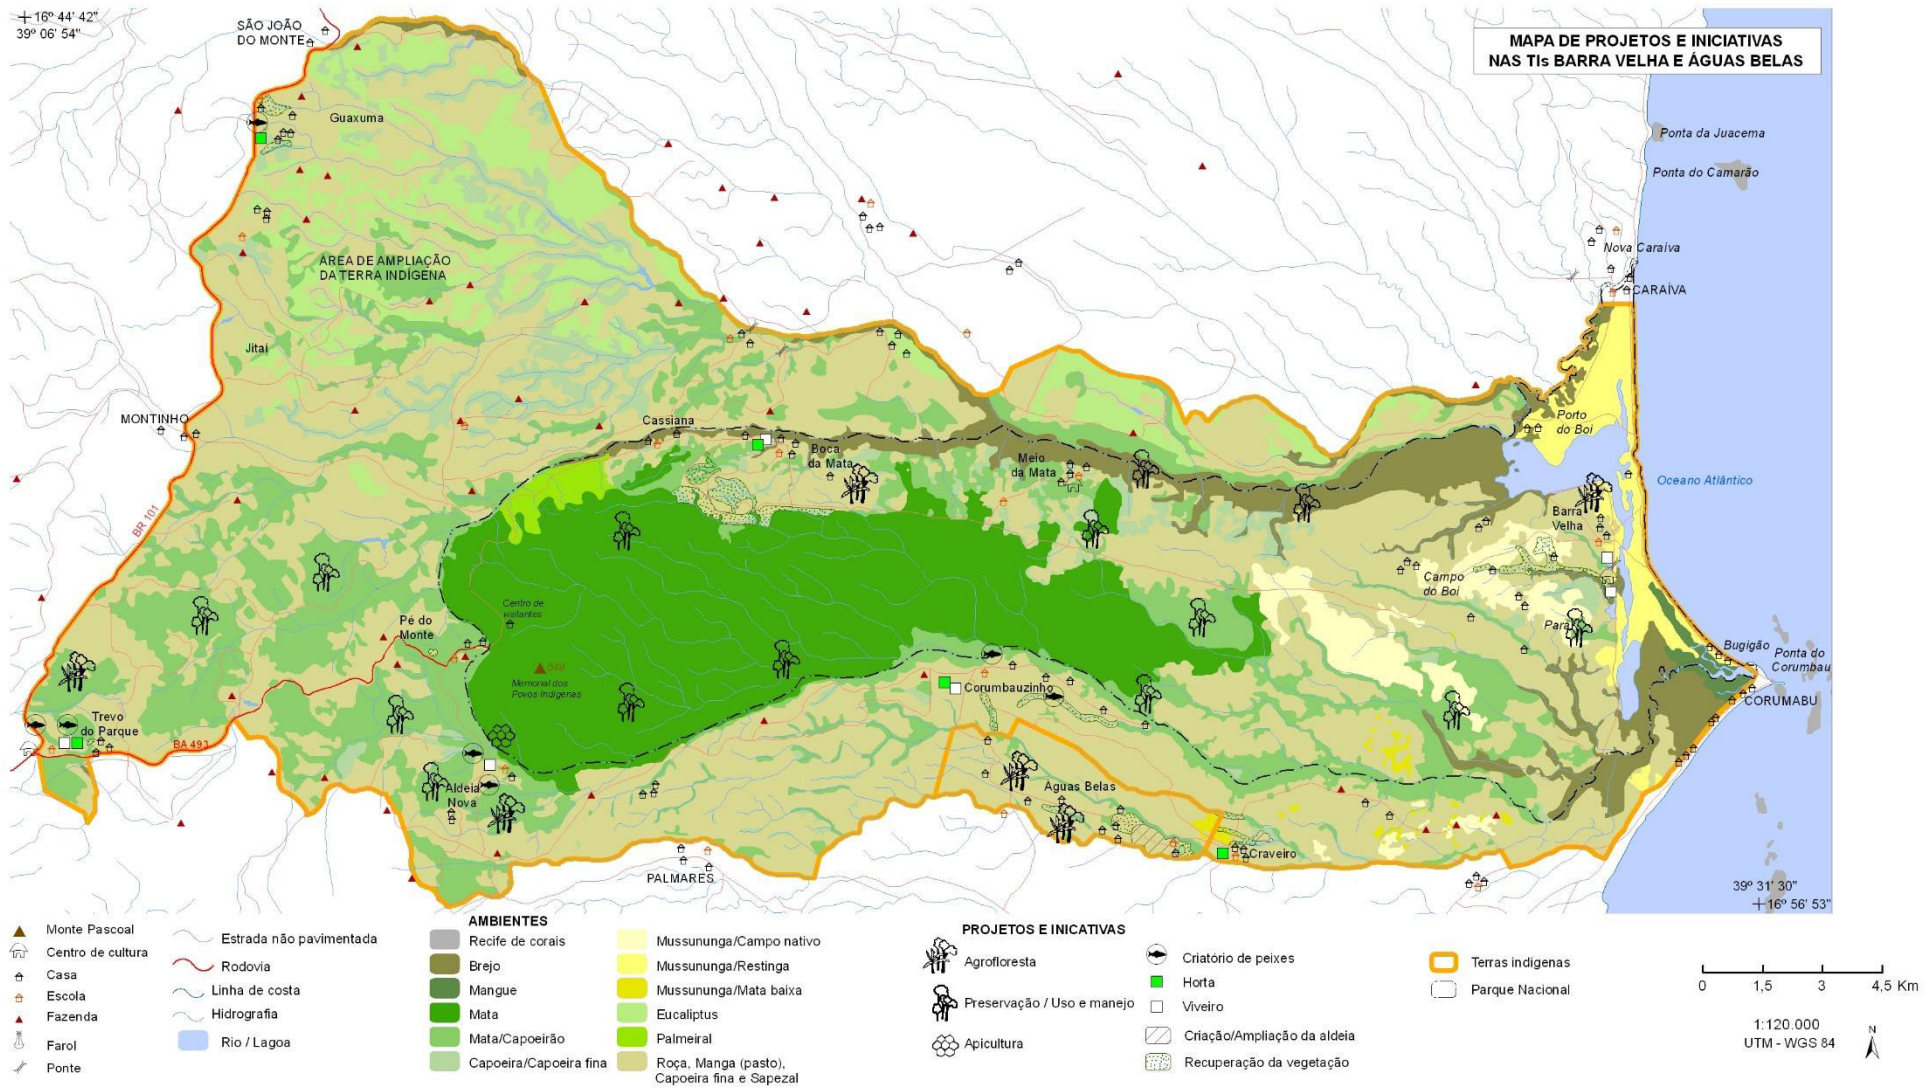 16º 44' 42"
39º 06' 54"
SÃO JOÃO
DO MONTE
MAPA DE PROJETOS E INICIATIVAS
NAS TIs BARRA VELHA E ÁGUAS BELAS
Guaxuma
Ponta da Juacema
Ponta do Camarão
ÁREA DE AMPLIAÇÃO
DA TERRA INDÍGENA
Nova Caraiva
CARAÍVA
Jitaí
MONTINHO
Cassiana
Boca
da Mata
Meio
da Mata
Porto
do Boi
Oceano Atlântico
BR 101
Barra
Velha
Campo
do Boi
Centro de
visitantes
Pé do
Monte
Pará
Bugigão
Ponta do
Corumbau
549
Memorial dos
Povos Indígenas
Corumbauzinho
CORUMABU
Trevo
do Parque
BA 493
Aldeia
Nova
Águas Belas
Craveiro
PALMARES
39º 31' 30"
16º 56' 53"
Monte Pascoal
Centro de cultura
Casa
Escola
Fazenda
Farol
Ponte
Estrada não pavimentada
Rodovia
Linha de costa
Hidrografia
Rio / Lagoa
AMBIENTES
Recife de corais
Brejo
Mangue
Mata
Mata/Capoeirão
Capoeira/Capoeira fina
Mussununga/Campo nativo
Mussununga/Restinga
Mussununga/Mata baixa
Eucaliptus
Palmeiral
Roça, Manga (pasto),
Capoeira fina e Sapezal
PROJETOS E INICATIVAS
Agrofloresta
Preservação / Uso e manejo
Apicultura
Criatório de peixes
Horta
Viveiro
Criação/Ampliação da aldeia
Recuperação da vegetação
Terras indígenas
Parque Nacional
0 1,5 3 4,5 Km
1:120.000
UTM - WGS 84
N